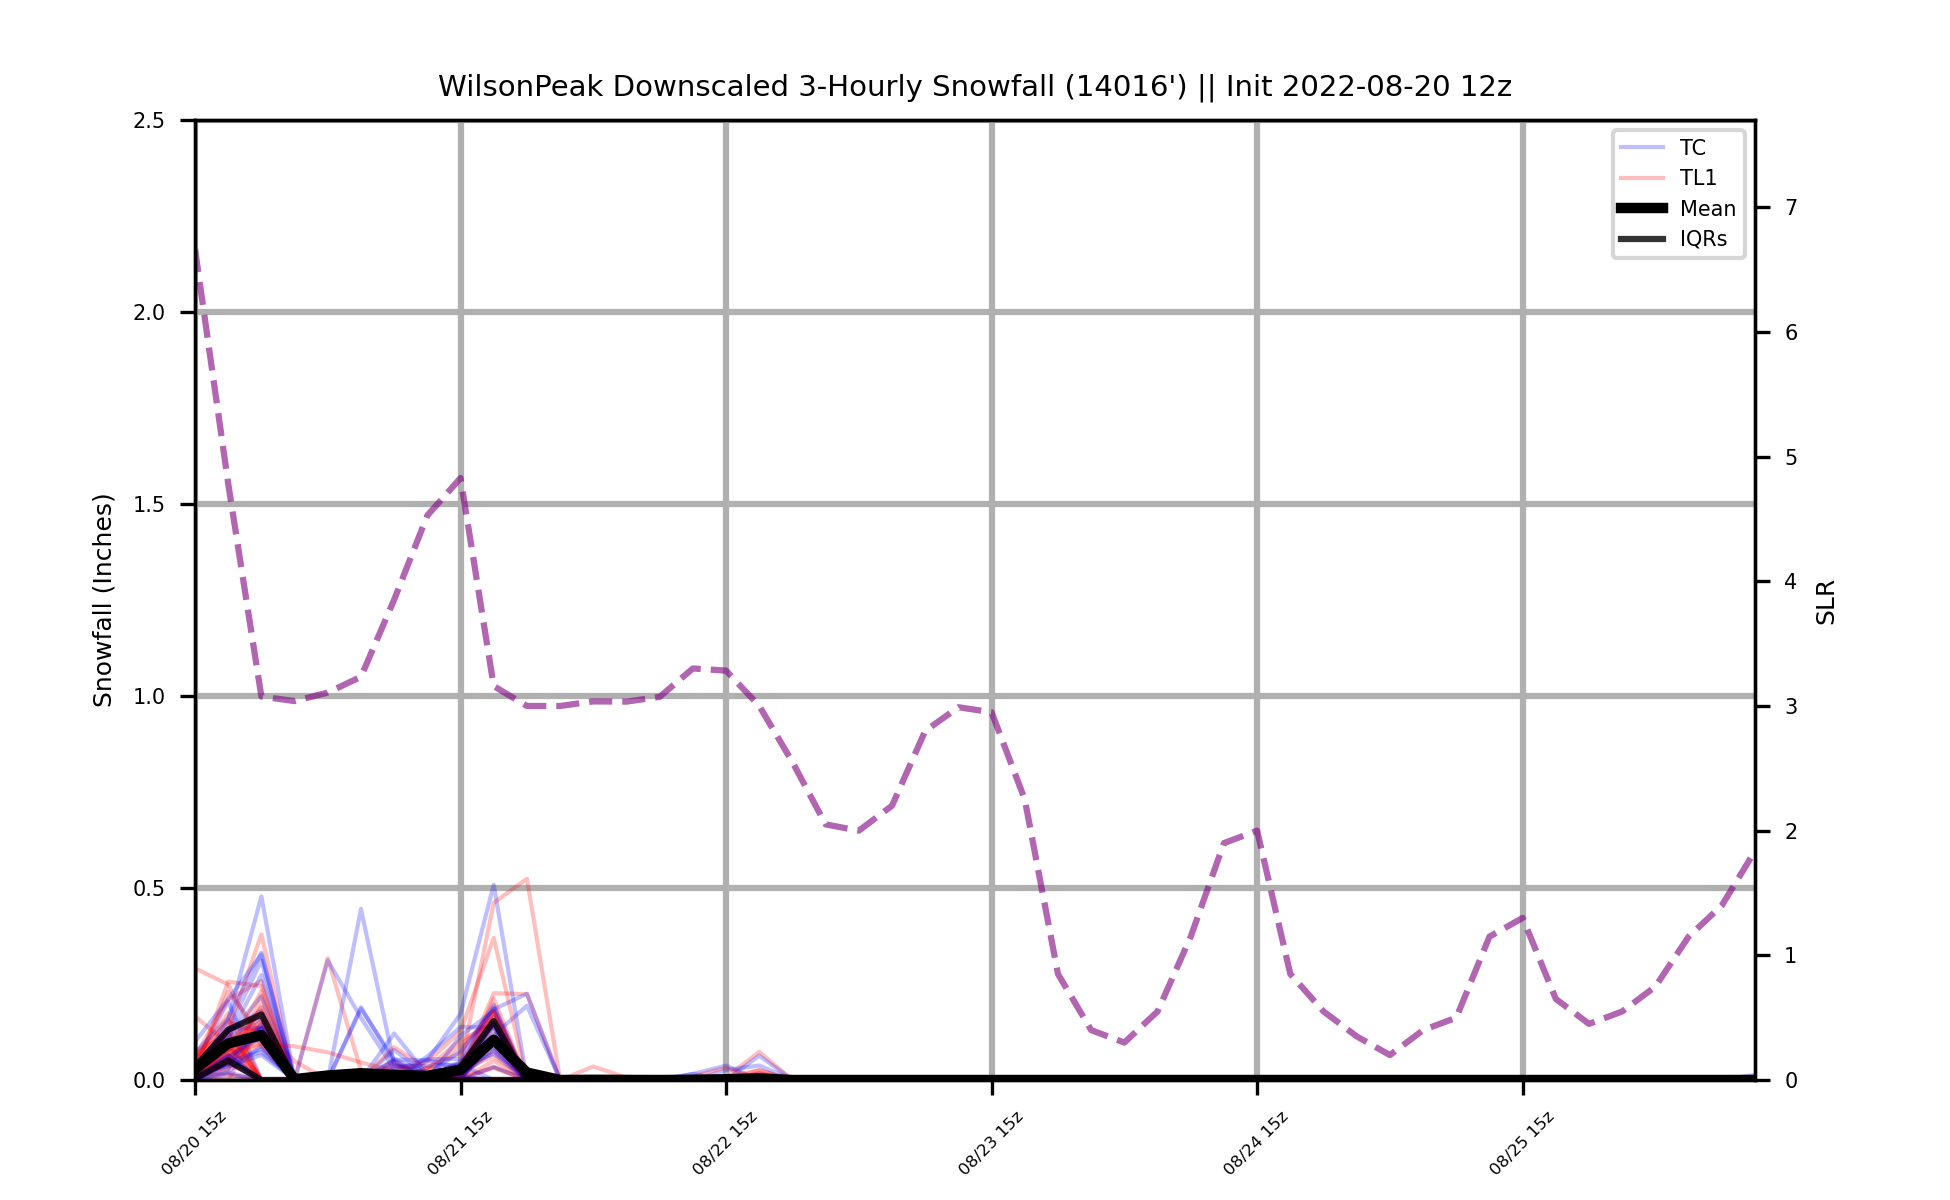 WilsonPeak Downscaled 3-Hourly Snowfall (14016') || Init 2022-08-20 12z
2.5
2.0
1.5
1.0
0.5
0.0
Snowfall (Inches)
TC
TL1
Mean
IQRs
7
6
5
4
3
2
1
0
SLR
08/20 15z
08/21 15z
08/22 15z
08/23 15z
08/24 15z
08/25 15z